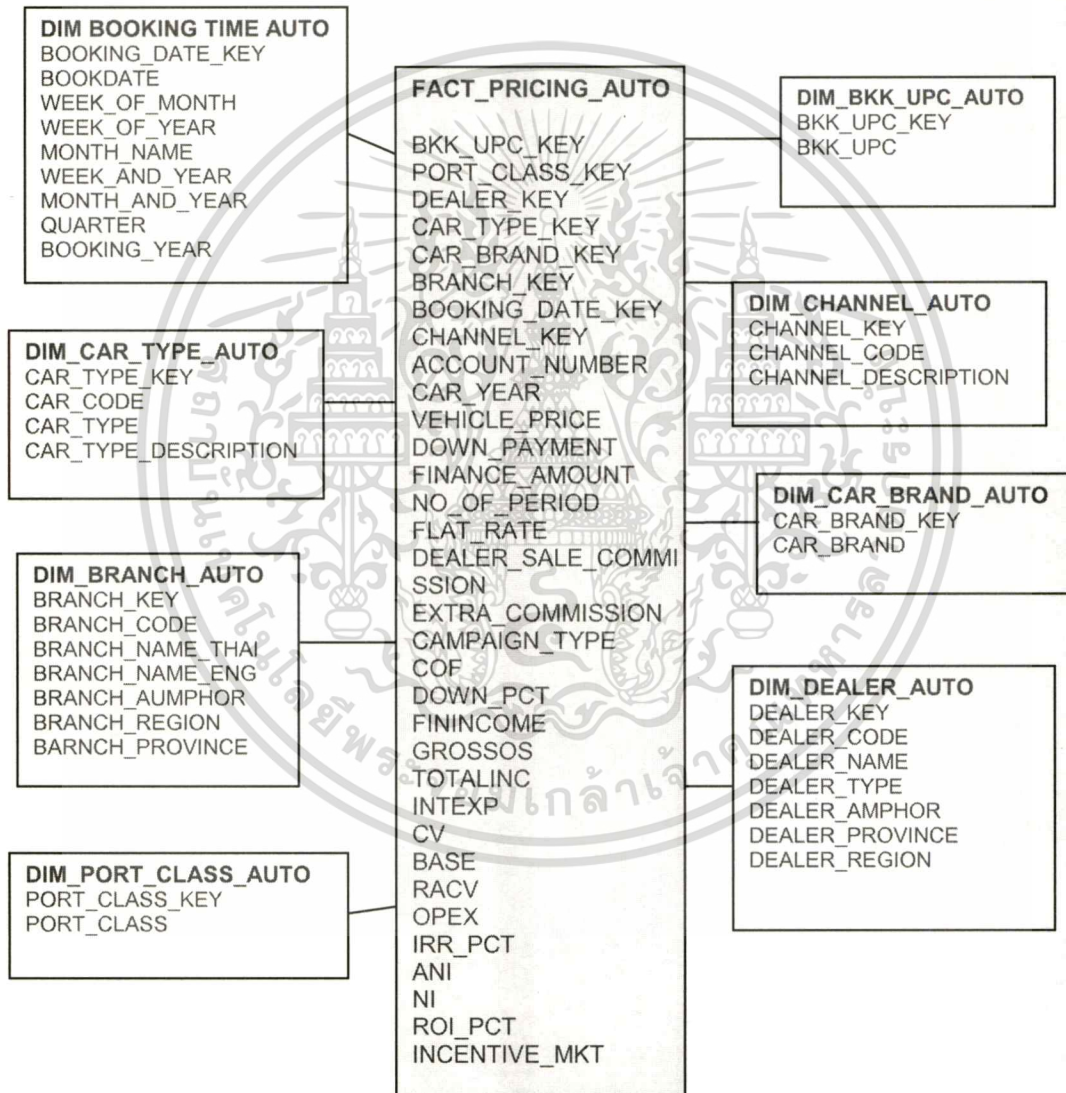 DIM BOOKING TIME AUTO
BOOKING_DATE_KEY
BOOKDATE
WEEK_OF_MONTH
WEEK_OF_YEAR
MONTH_NAME
WEEK_AND_YEAR
MONTH_AND_YEAR
QUARTER
BOOKING_YEAR
DIM_CAR_TYPE_AUTO
CAR_TYPE_KEY
CAR_CODE
CAR_TYPE
CAR_TYPE_DESCRIPTION
DIM_BRANCH_AUTO
BRANCH_KEY
BRANCH_CODE
BRANCH_NAME_THAI
BRANCH_NAME_ENG
BRANCH_AUMPHOR
BRANCH_REGION
BARNCH_PROVINCE
DIM_PORT_CLASS_AUTO
PORT_CLASS_KEY
PORT_CLASS
FACT_PRICING_AUTO
BKK_UPC_KEY
PORT_CLASS_KEY
DEALER_KEY
CAR_TYPE_KEY
CAR_BRAND_KEY
BRANCH_KEY
BOOKING_DATE_KEY
CHANNEL_KEY
ACCOUNT_NUMBER
CAR_YEAR
VEHICLE_PRICE
DOWN_PAYMENT
FINANCE_AMOUNT
NO_OF_PERIOD
FLAT_RATE
DEALER_SALE_COMMI
SSION
EXTRA_COMMISSION
CAMPAIGN_TYPE
COF
DOWN_PCT
FININCOME
GROSSOS
TOTALINC
INTEXP
CV
BASE
RACV
OPEX
IRR_PCT
ANI
NI
ROI_PCT
INCENTIVE_MKT
DIM_BKK_UPC_AUTO
BKK_UPC_KEY
BKK_UPC
DIM_CHANNEL_AUTO
CHANNEL_KEY
CHANNEL_CODE
CHANNEL_DESCRIPTION
DIM_CAR_BRAND_AUTO
CAR_BRAND_KEY
CAR_BRAND
DIM_DEALER_AUTO
DEALER_KEY
DEALER_CODE
DEALER_NAME
DEALER_TYPE
DEALER_AMPHOR
DEALER_PROVINCE
DEALER_REGION